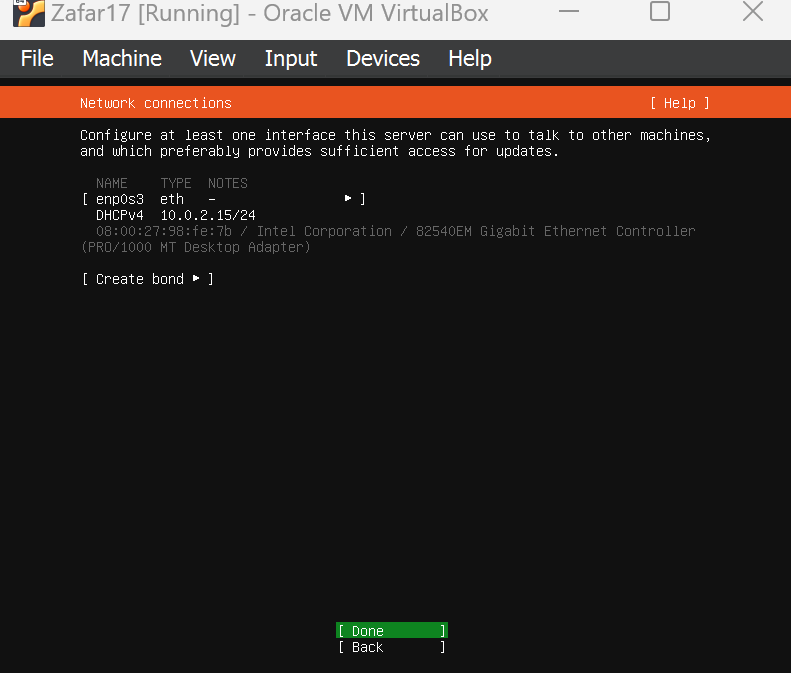 Zafar17 [Running] - Oracle VM VirtualBox
File Machine View Input Devices Help
Network connections [ Help ]
Configure at least one interface this server can use to talk to other machines,
and which preferably provides sufficient access for updates.
NAME TYPE NOTES
[ enp0s3 eth - ▸ ]
DHCPv4 10.0.2.15/24
08:00:27:98:fe:7b / Intel Corporation / 82540EM Gigabit Ethernet Controller
(PRO/1000 MT Desktop Adapter)
[ Create bond ▸ ]
[ Done ]
[ Back ]